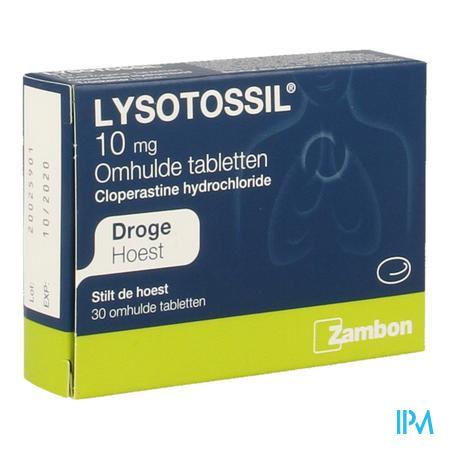 LYSOTOSSIL®
10 mg
Omhulde tabletten
Cloperastine hydrochloride
Droge
Hoest
Stilt de hoest
30 omhulde tabletten
Zambon
Lot: 20025901
EXP: 10/2020
IPM